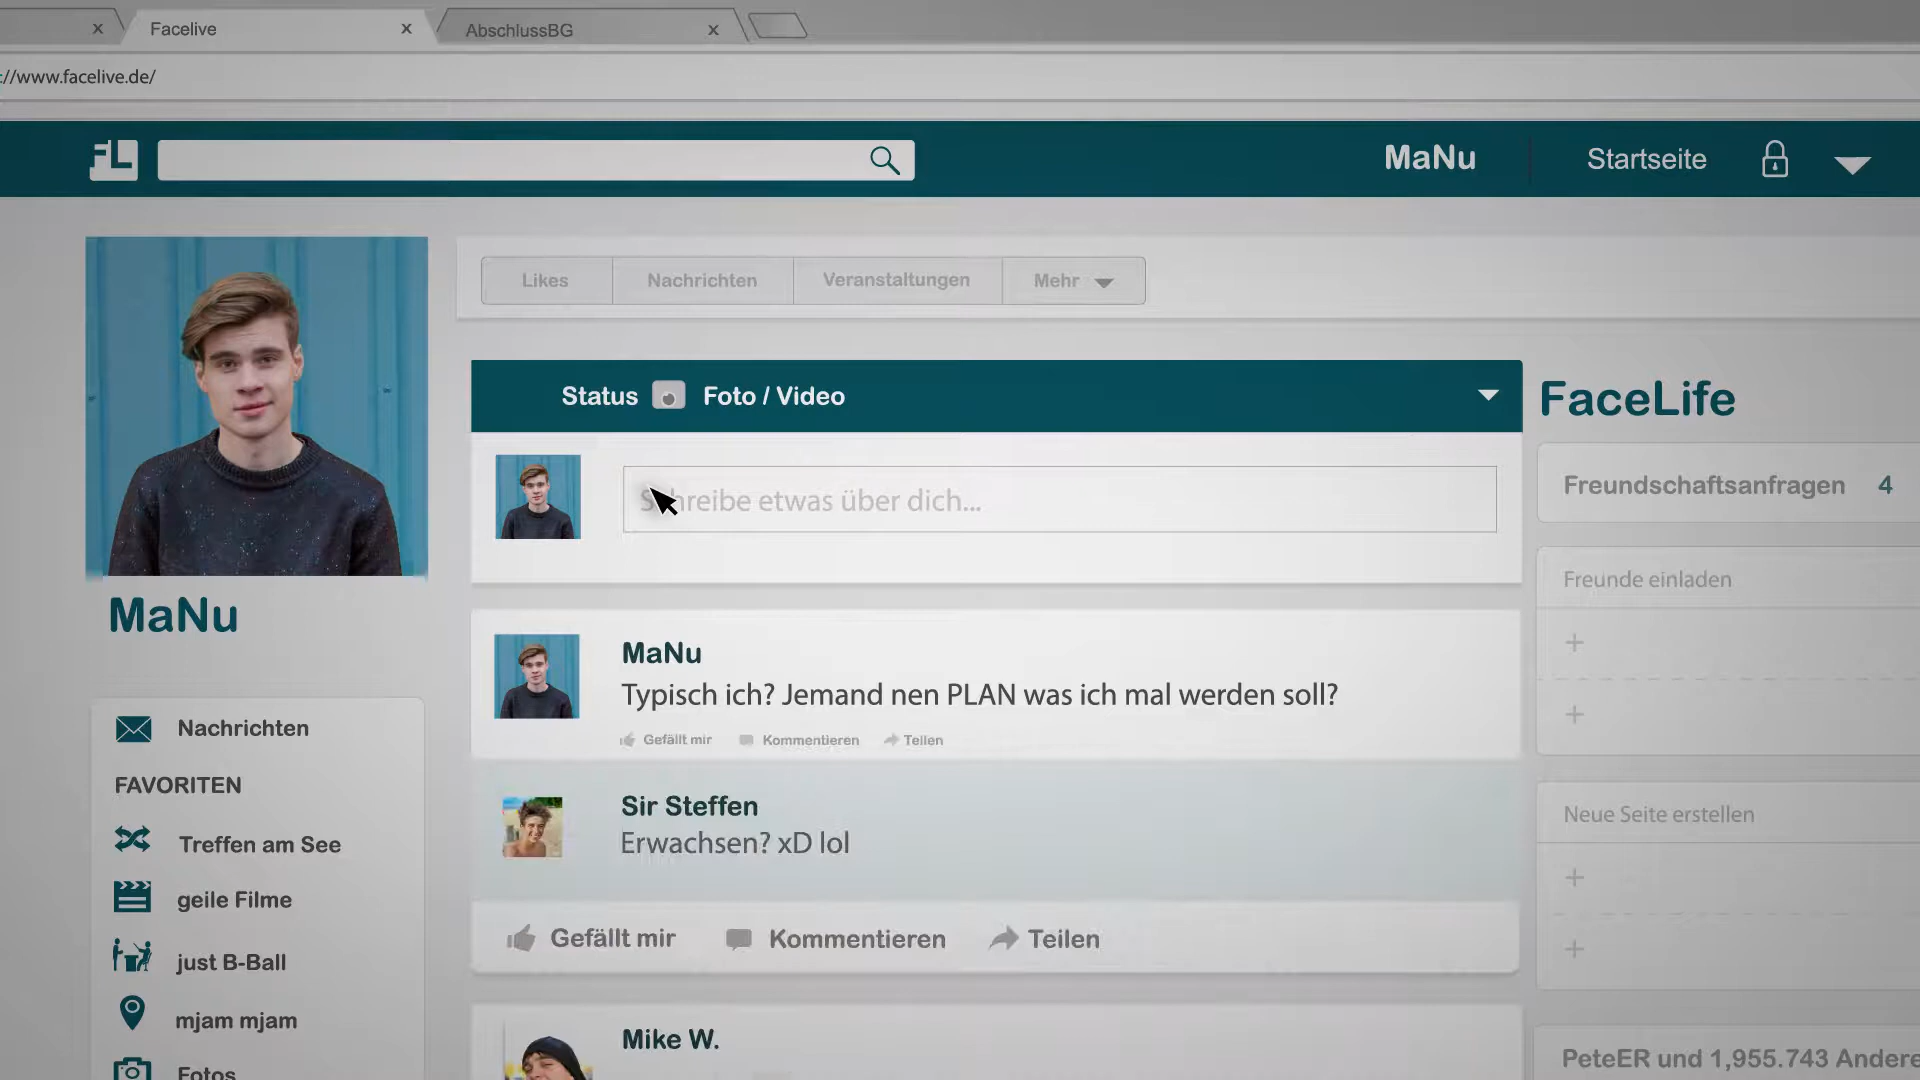 x
Facelive
x
AbschlussBG
x
://www.facelive.de/
FL
MaNu
Startseite
Likes
Nachrichten
Veranstaltungen
Mehr
Status
Foto / Video
FaceLife
Schreibe etwas über dich...
Freundschaftsanfragen 4
Freunde einladen
MaNu
MaNu
Typisch ich? Jemand nen PLAN was ich mal werden soll?
Gefällt mir
Kommentieren
Teilen
Nachrichten
FAVORITEN
Treffen am See
geile Filme
just B-Ball
mjam mjam
Fotos
Sir Steffen
Erwachsen? xD lol
Neue Seite erstellen
Gefällt mir
Kommentieren
Teilen
Mike W.
PeteER und 1,955.743 Andere